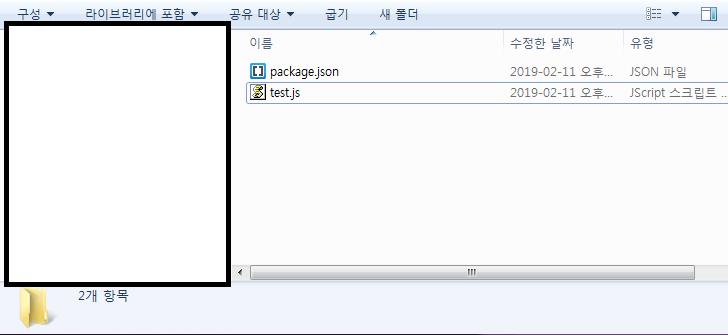 구성 라이브러리에 포함 공유 대상 굽기 새 폴더
이름 수정한 날짜 유형
package.json 2019-02-11 오후... JSON 파일
test.js 2019-02-11 오후... JScript 스크립트 ...
2개 항목